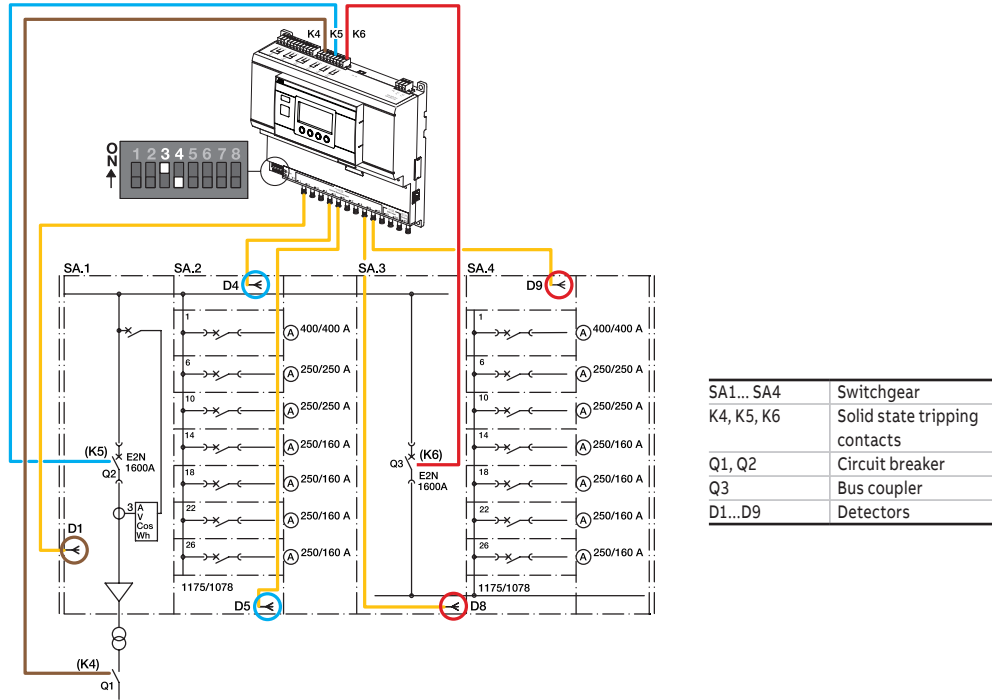 K4 K5 K6
ON
1 2 3 4 5 6 7 8
SA.1 SA.2 SA.3 SA.4
D4 D9
1 A 400/400 A 1 A 400/400 A
6 A 250/250 A 6 A 250/250 A
10 A 250/250 A 10 A 250/250 A
14 A 250/160 A 14 A 250/160 A
(K5) E2N
1600A
Q2
(K6)
Q3
E2N
1600A
18 A 250/160 A 18 A 250/160 A
3 A
V
Cos
Wh
22 A 250/160 A 22 A 250/160 A
D1
26 A 250/160 A 26 A 250/160 A
1175/1078 1175/1078
D5 D8
(K4)
Q1
SA1... SA4 Switchgear
K4, K5, K6 Solid state tripping
contacts
Q1, Q2 Circuit breaker
Q3 Bus coupler
D1...D9 Detectors